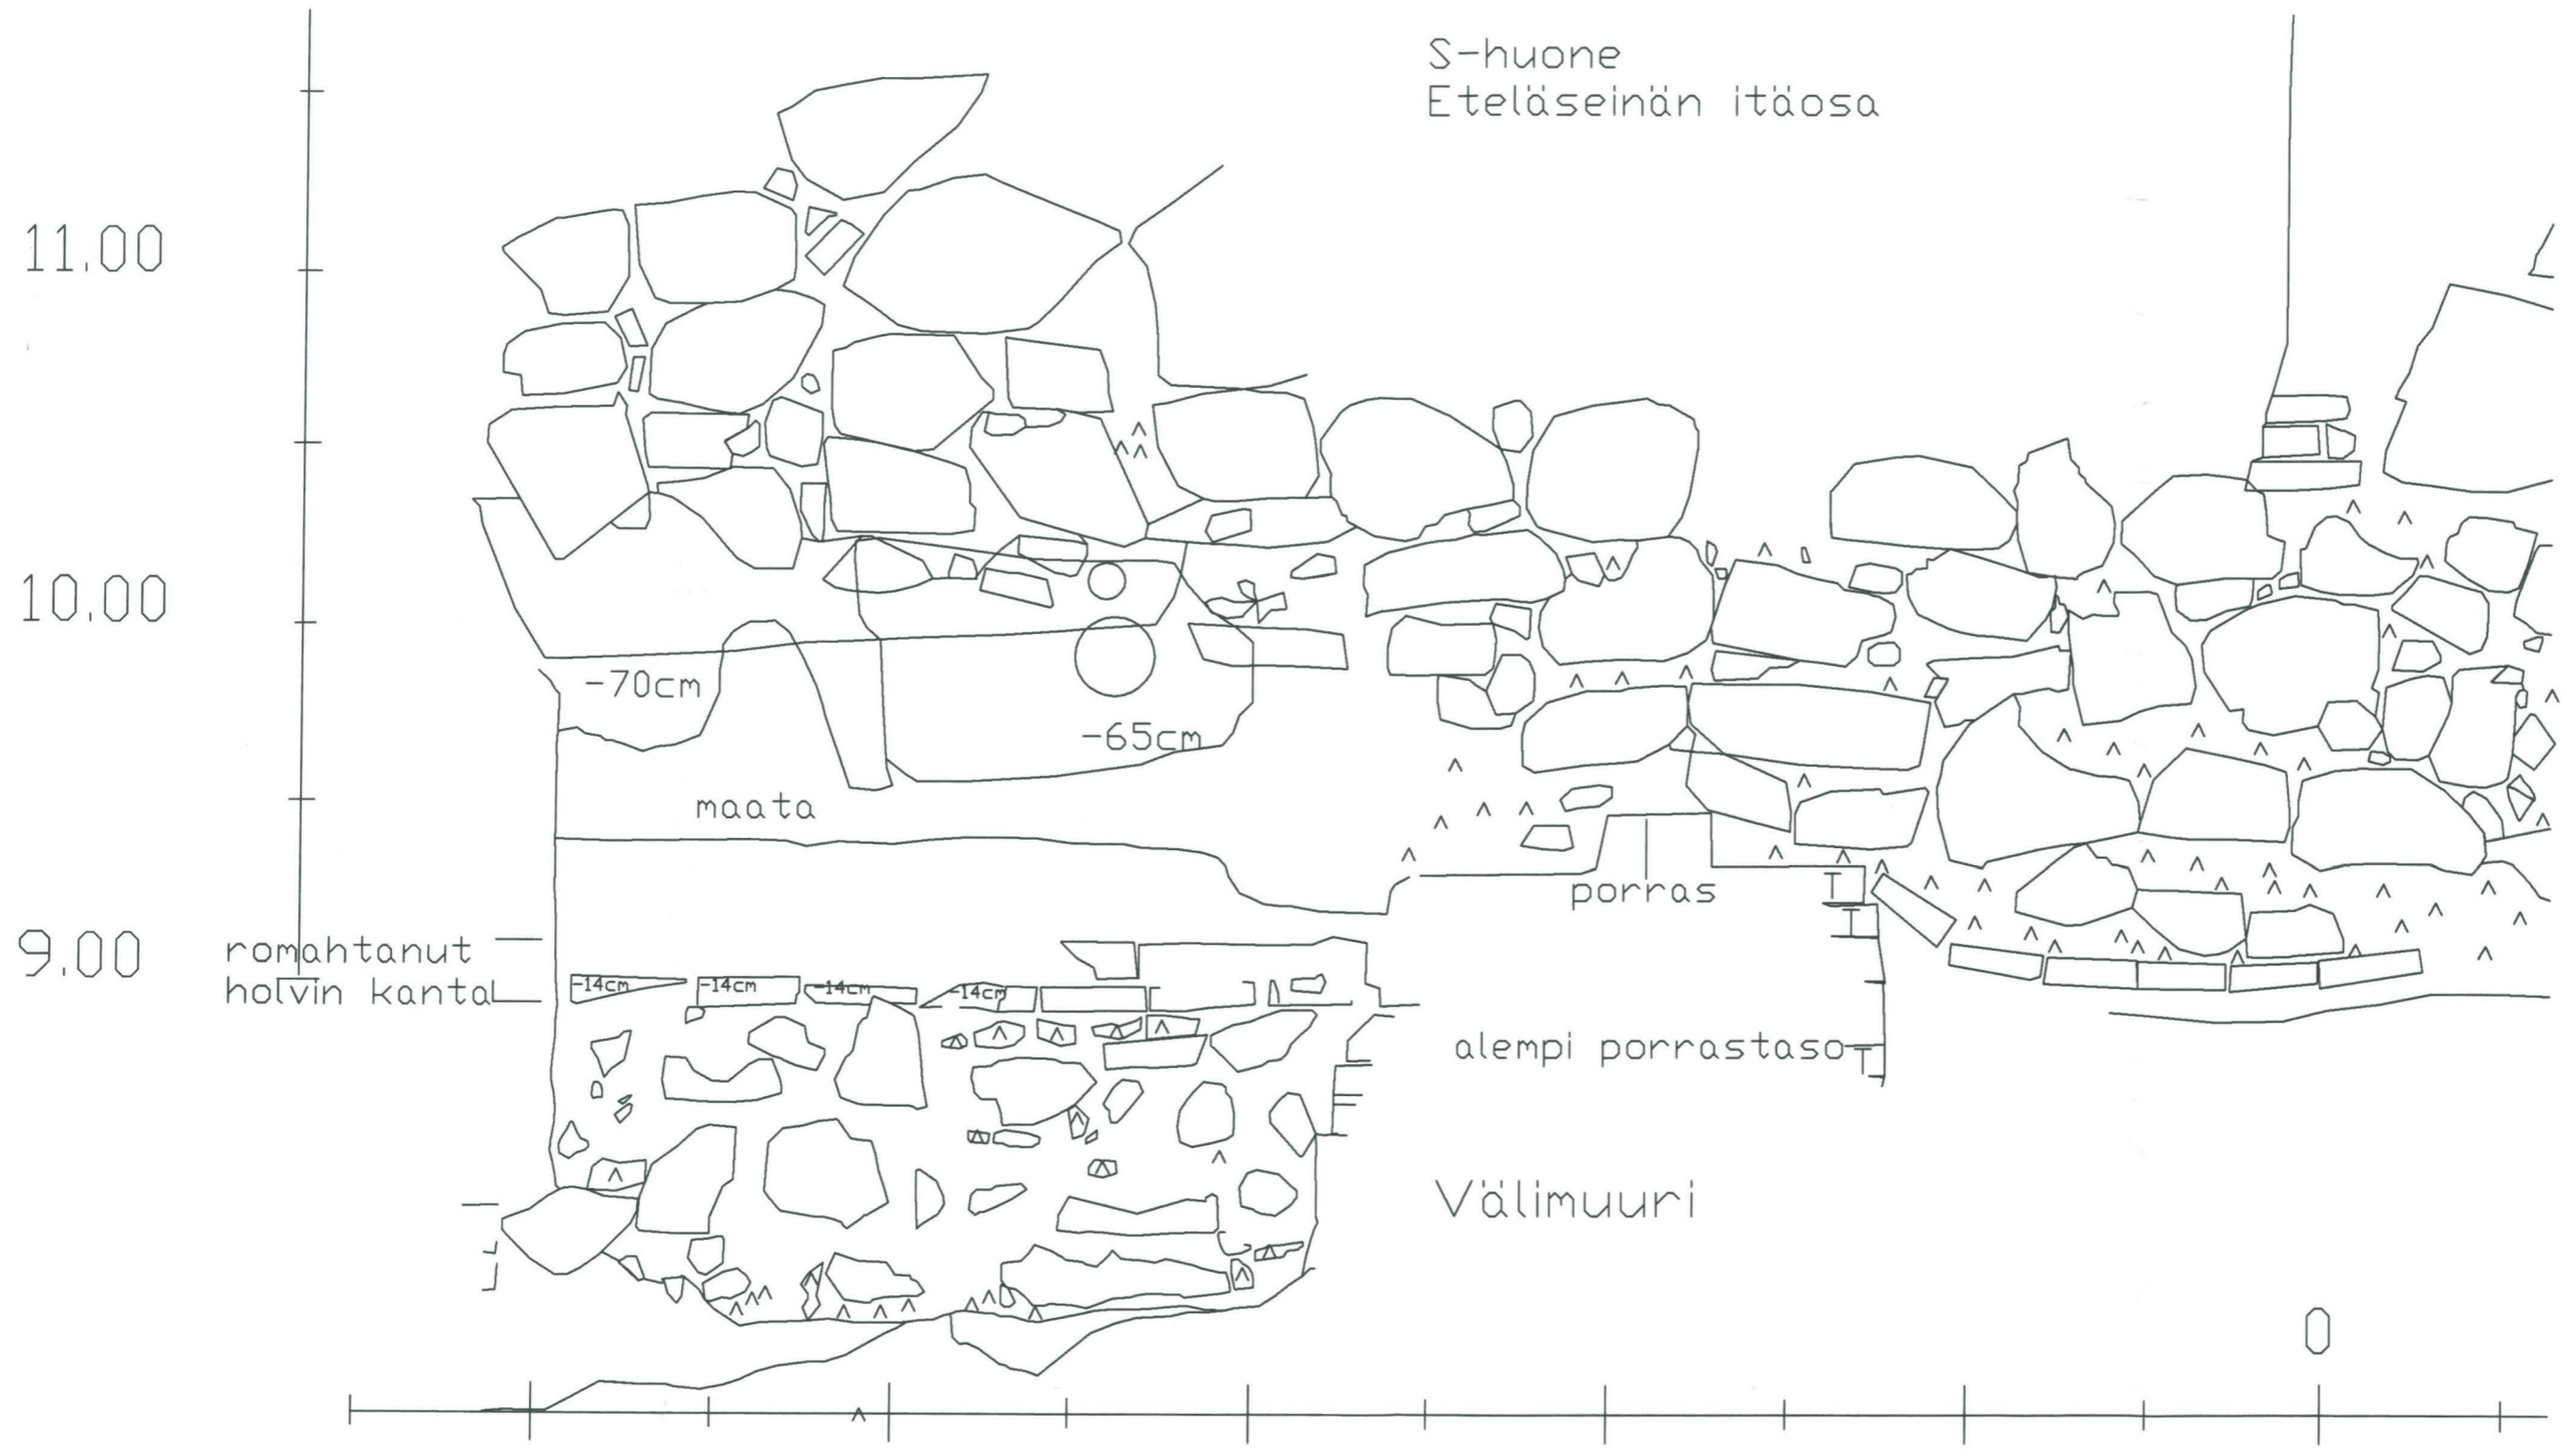 S-huone
Eteläseinän itäosa
11.00
10.00
-70cm
-65cm
maata
porras
9.00
romahtanut
holvin kanta
-14cm
-14cm
-14cm
-14cm
alempi porrastaso
Välimuuri
0